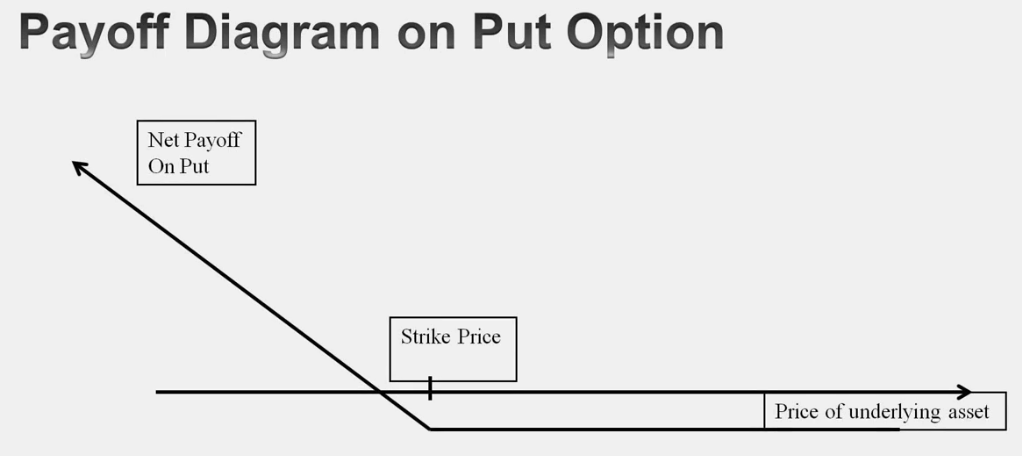 Payoff Diagram on Put Option
Net Payoff
On Put
Strike Price
Price of underlying asset